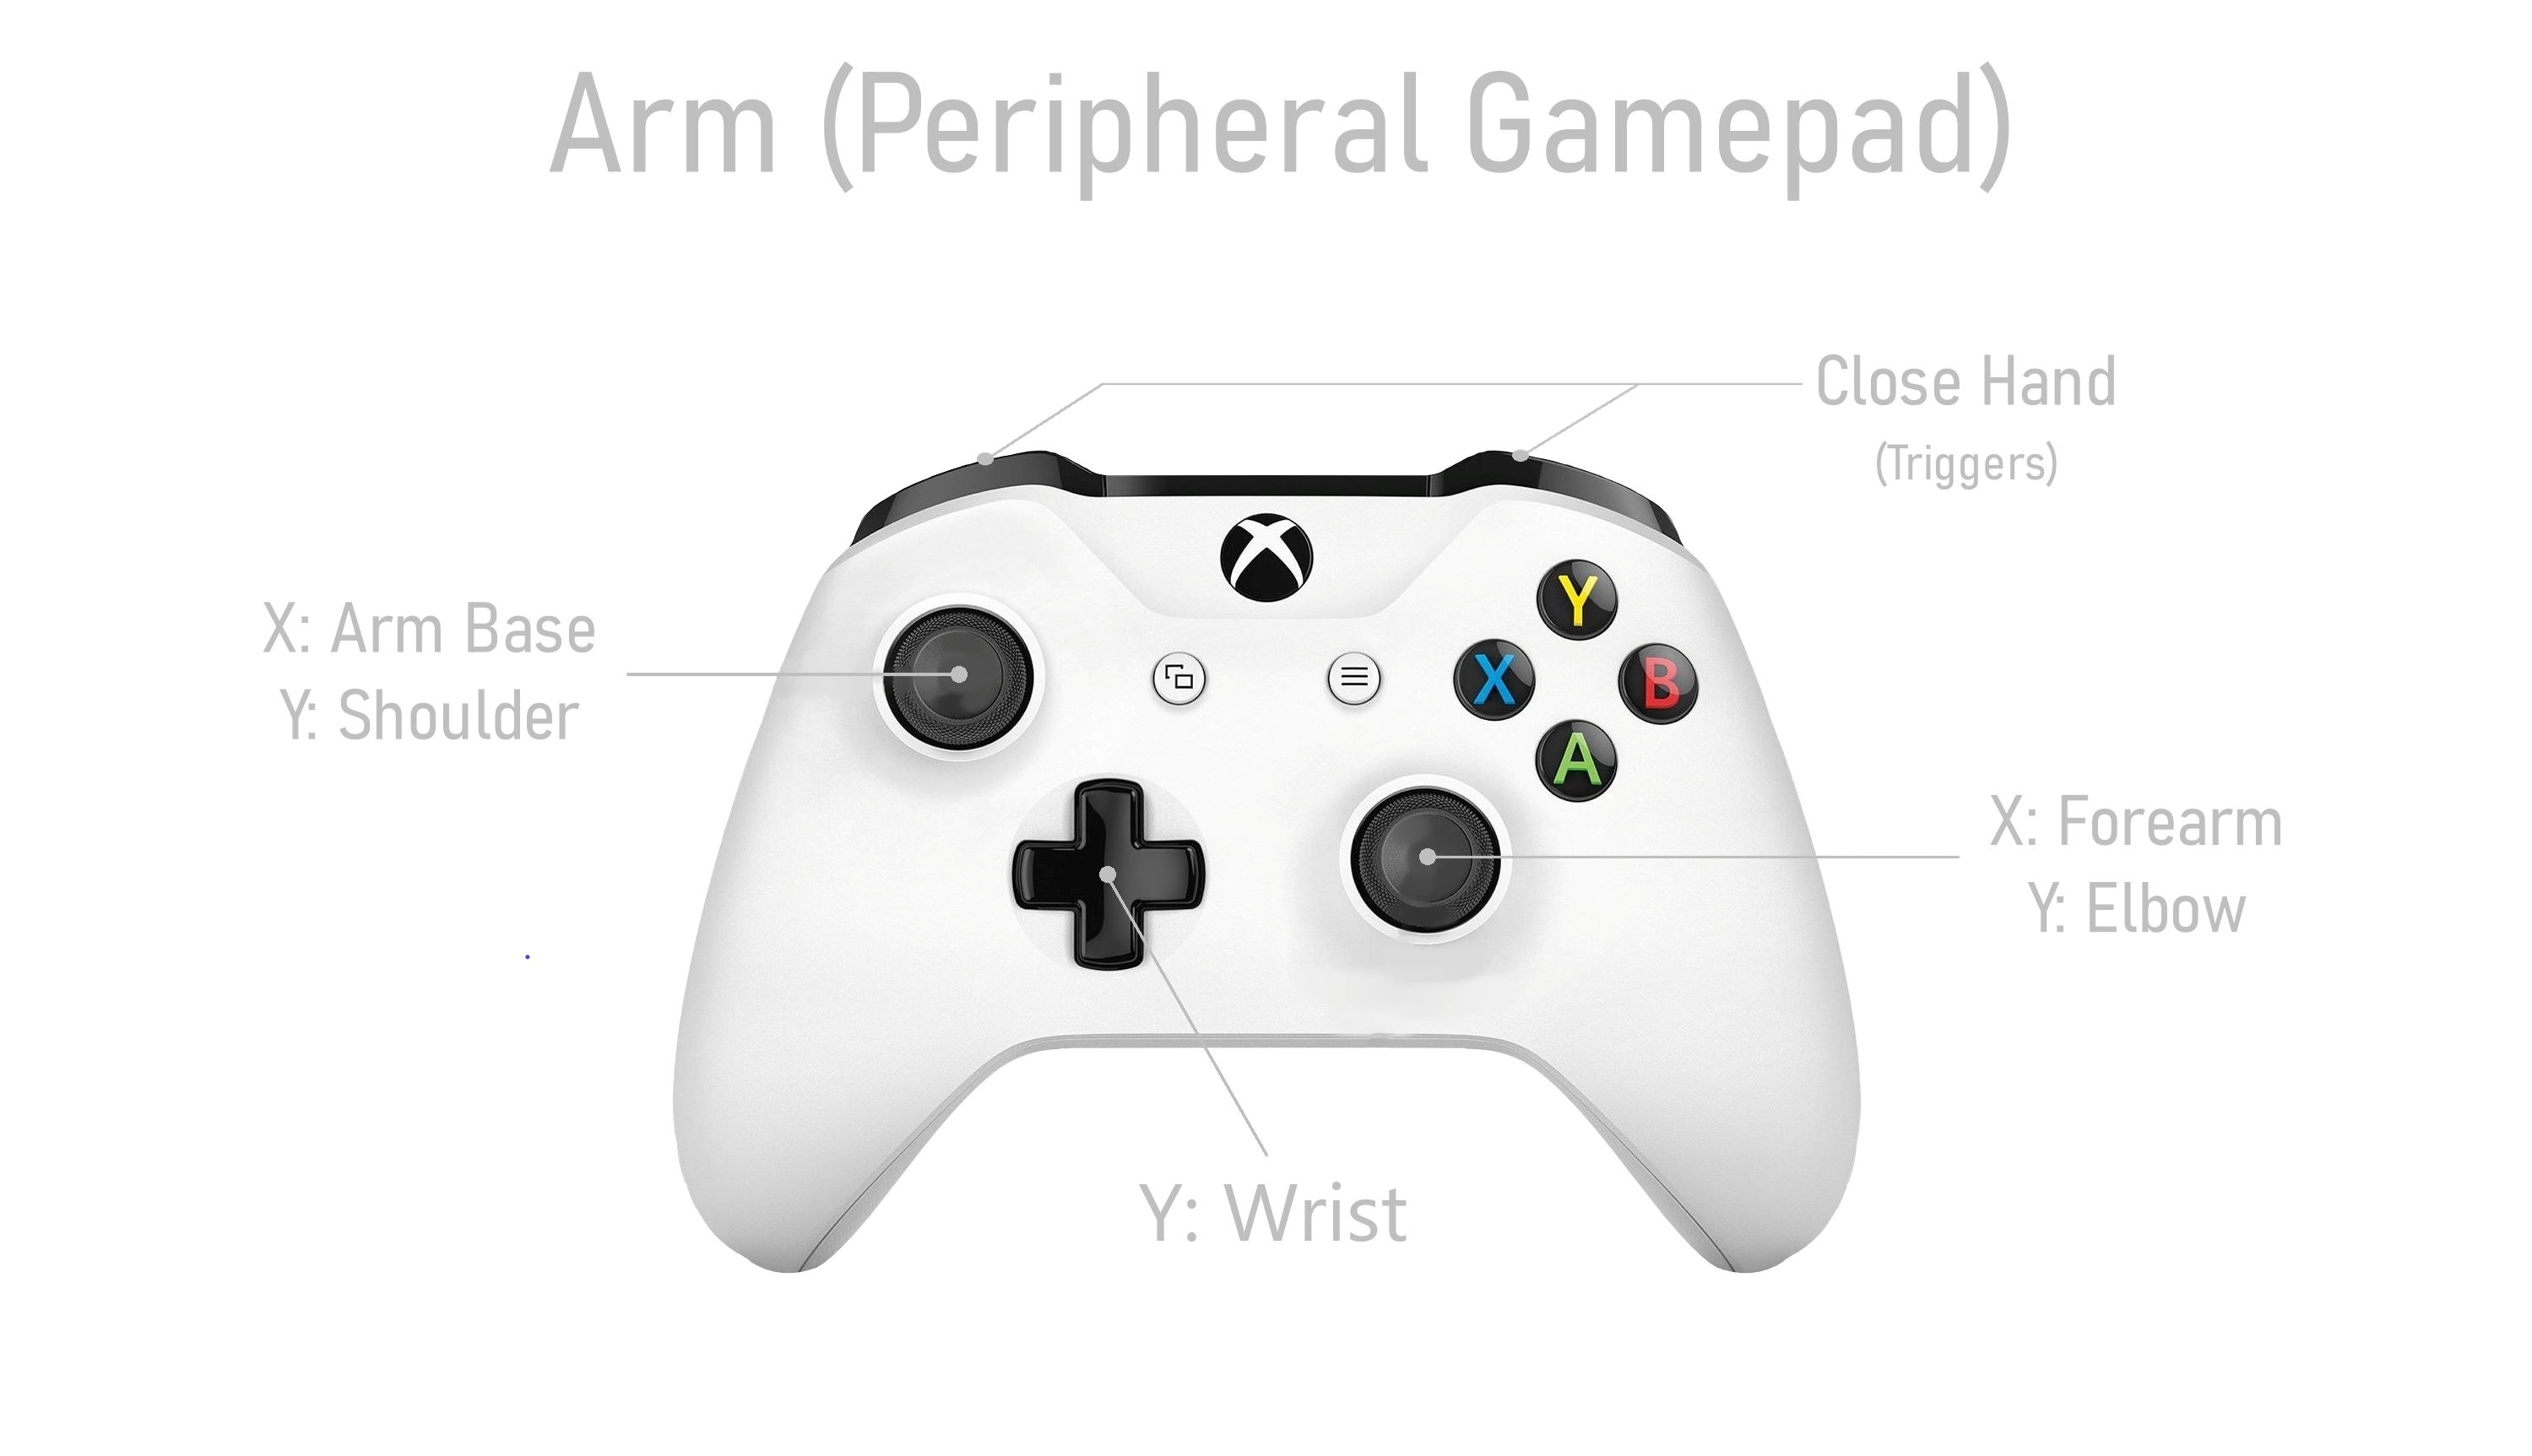 Arm (Peripheral Gamepad)
Close Hand
(Triggers)
X: Arm Base
Y: Shoulder
Y
X
B
A
X: Forearm
Y: Elbow
Y: Wrist